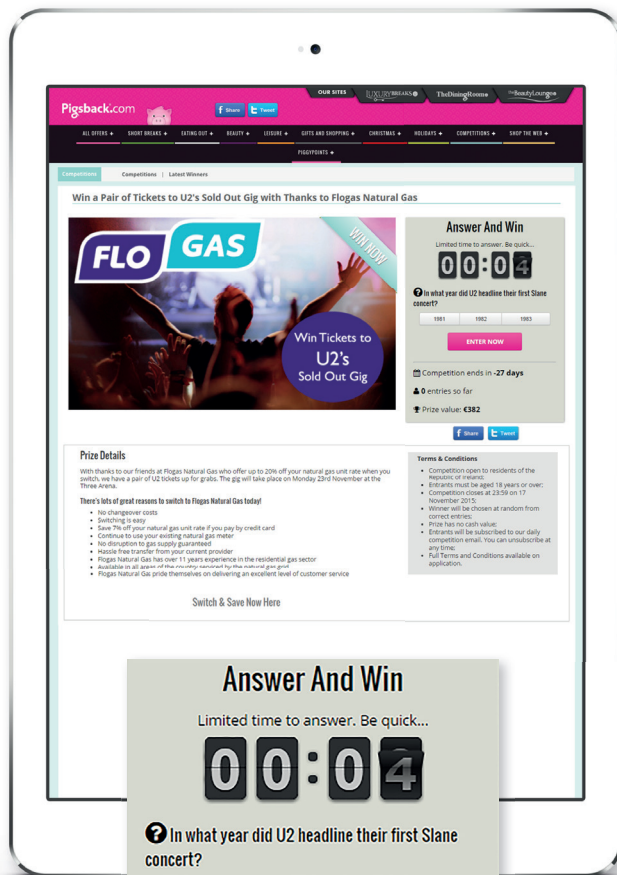 OUR SITES
LUXURYBREAKS
TheDiningRoom
theBeautyLounge
Pigsback.com
Share
Tweet
ALL OFFERS + SHORT BREAKS + EATING OUT + BEAUTY + LEISURE + GIFTS AND SHOPPING + CHRISTMAS + HOLIDAYS + COMPETITIONS + SHOP THE WEB +
PIGGYPOINTS +
Competitions
Competitions | Latest Winners
Win a Pair of Tickets to U2's Sold Out Gig with Thanks to Flogas Natural Gas
FLO GAS
WIN NOW
Win Tickets to
U2's
Sold Out Gig
Answer And Win
Limited time to answer. Be quick...
00:04
In what year did U2 headline their first Slane
concert?
1981 1982 1983
ENTER NOW
Competition ends in -27 days
0 entries so far
Prize value: €382
Share
Tweet
Prize Details
With thanks to our friends at Flogas Natural Gas who offer up to 20% off your natural gas unit rate when you
switch, we have a pair of U2 tickets up for grabs. The gig will take place on Monday 23rd November at the
Three Arena.
There's lots of great reasons to switch to Flogas Natural Gas today!
• No changeover costs
• Switching is easy
• Save 7% off your natural gas unit rate if you pay by credit card
• Continue to use your existing natural gas meter
• No disruption to gas supply guaranteed
• Hassle free transfer from your current provider
• Flogas Natural Gas has over 11 years experience in the residential gas sector
• Available in all areas of the country serviced by the natural gas grid
• Flogas Natural Gas pride themselves on delivering an excellent level of customer service
Switch & Save Now Here
Terms & Conditions
• Competition open to residents of the
Republic of Ireland;
• Entrants must be aged 18 years or over;
• Competition closes at 23:59 on 17
November 2015;
• Winner will be chosen at random from
correct entries;
• Prize has no cash value;
• Entrants will be subscribed to our daily
competition email. You can unsubscribe at
any time;
• Full Terms and Conditions available on
application.
Answer And Win
Limited time to answer. Be quick...
00:04
In what year did U2 headline their first Slane
concert?